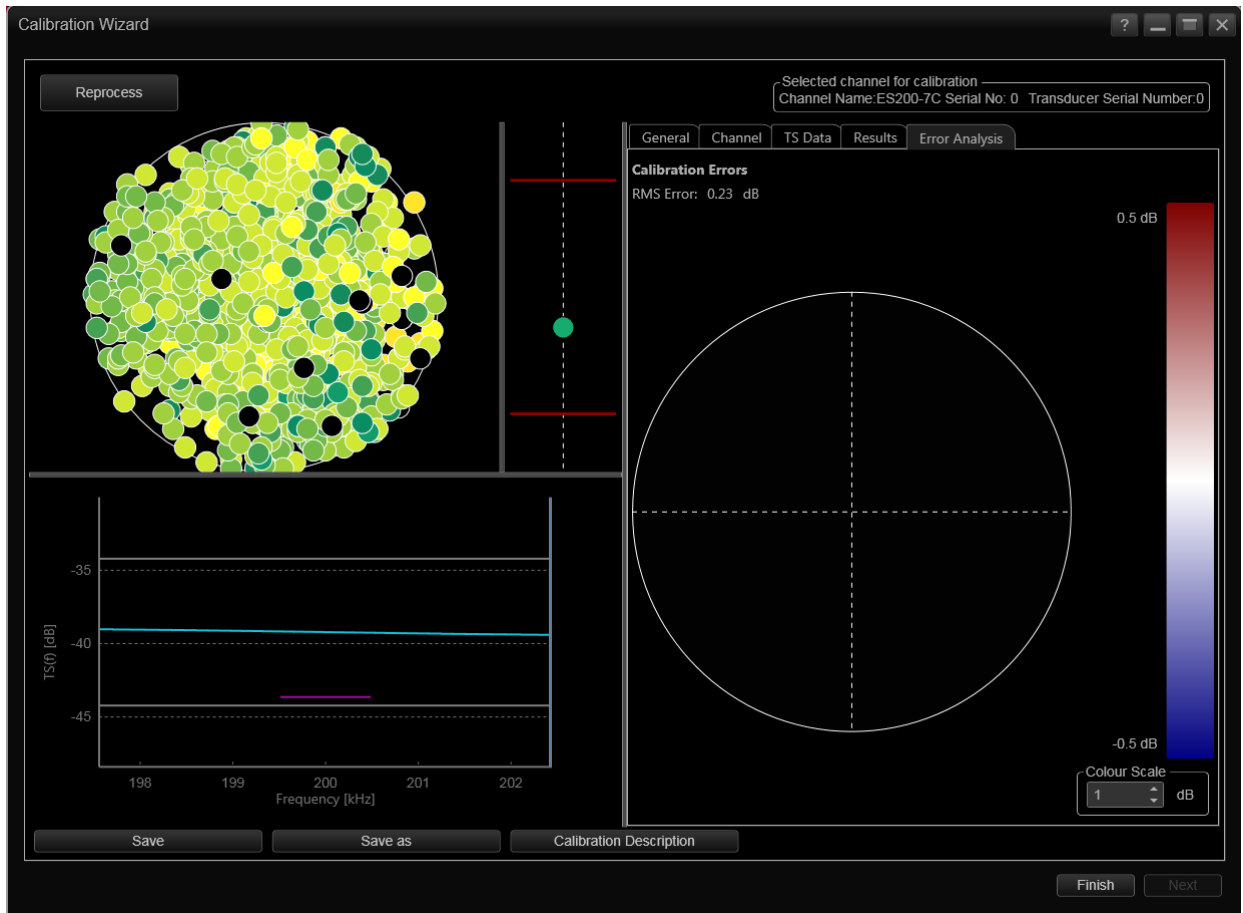 Calibration Wizard
?
Reprocess
Selected channel for calibration
Channel Name:ES200-7C Serial No: 0 Transducer Serial Number:0
General
Channel
TS Data
Results
Error Analysis
Calibration Errors
RMS Error: 0.23 dB
0.5 dB
-0.5 dB
Colour Scale
1 dB
-35
-40
-45
TS(f) [dB]
198
199
200
201
202
Frequency [kHz]
Save
Save as
Calibration Description
Finish
Next